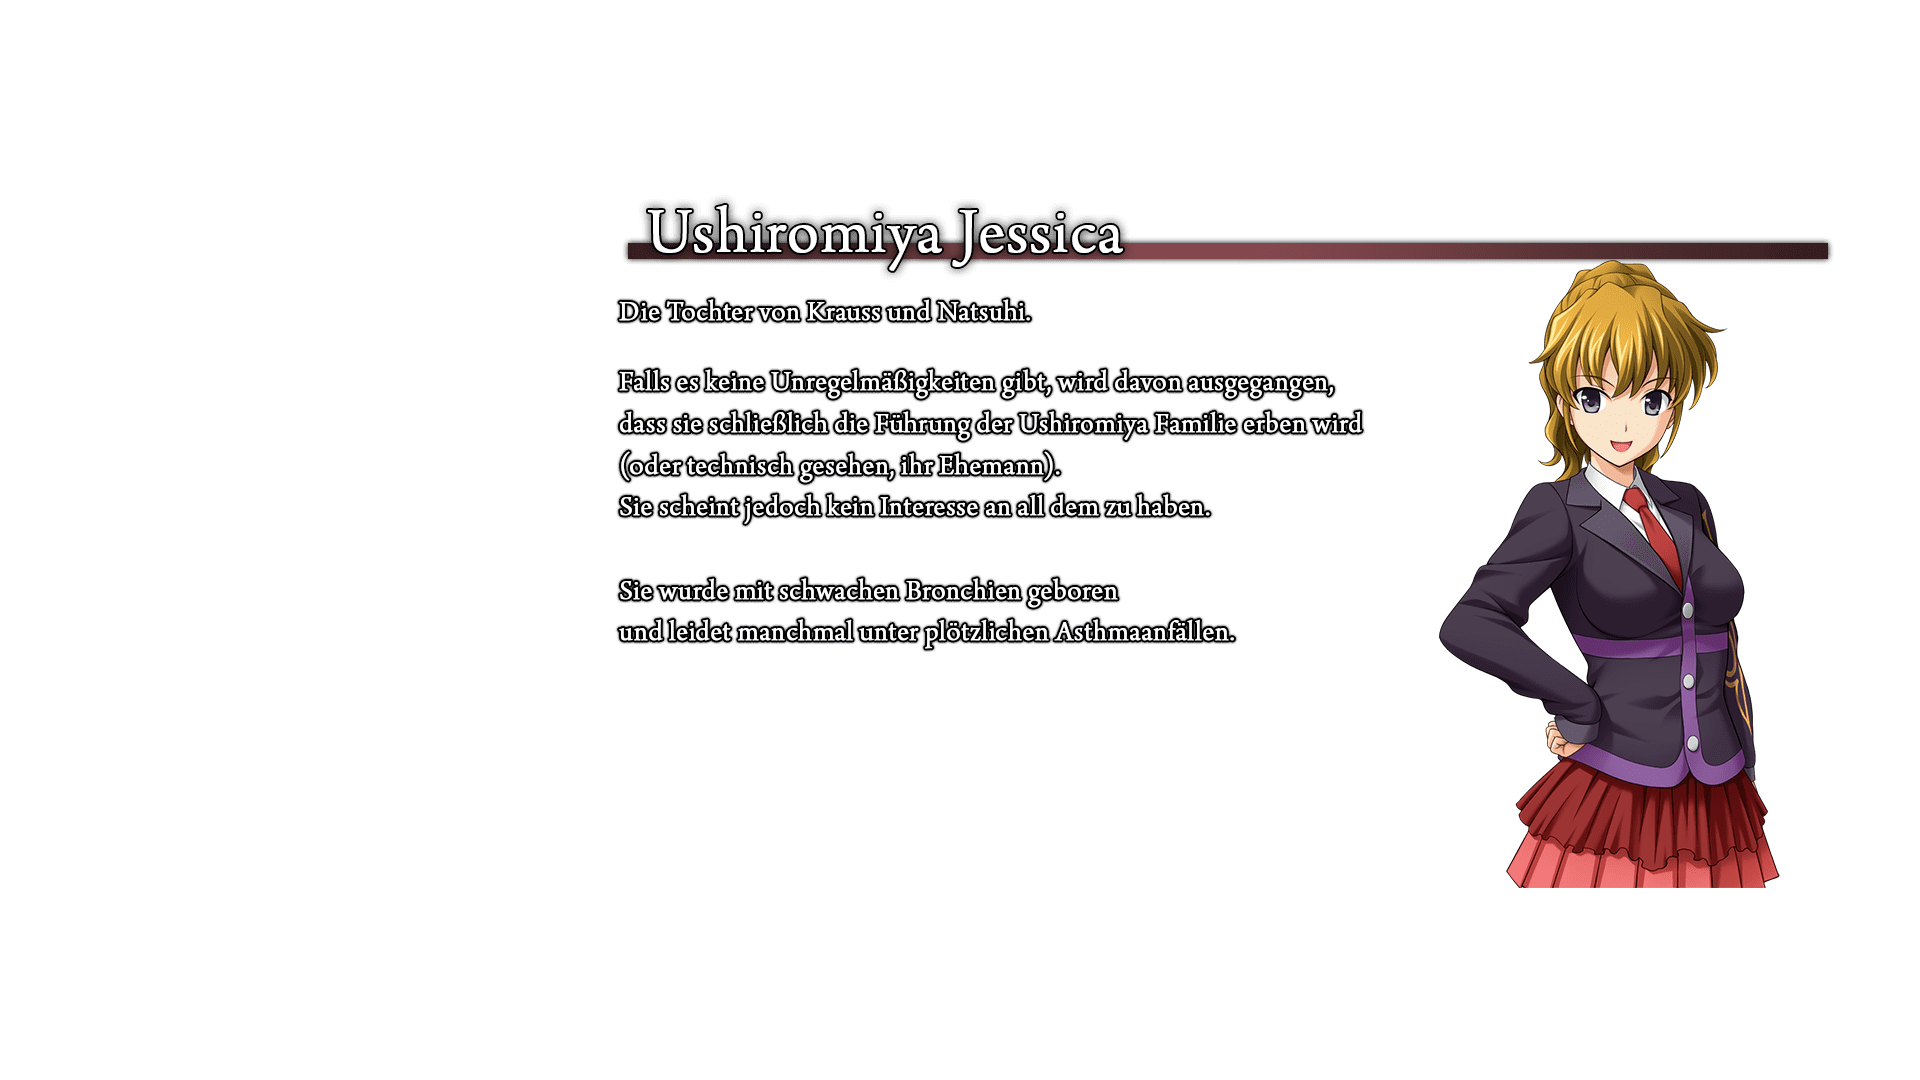 Ushiromiya Jessica
Die Tochter von Krauss und Natsuhi.
Falls es keine Unregelmäßigkeiten gibt, wird davon ausgegangen,
dass sie schließlich die Führung der Ushiromiya Familie erben wird
(oder technisch gesehen, ihr Ehemann).
Sie scheint jedoch kein Interesse an all dem zu haben.
Sie wurde mit schwachen Bronchien geboren
und leidet manchmal unter plötzlichen Asthmaanfällen.